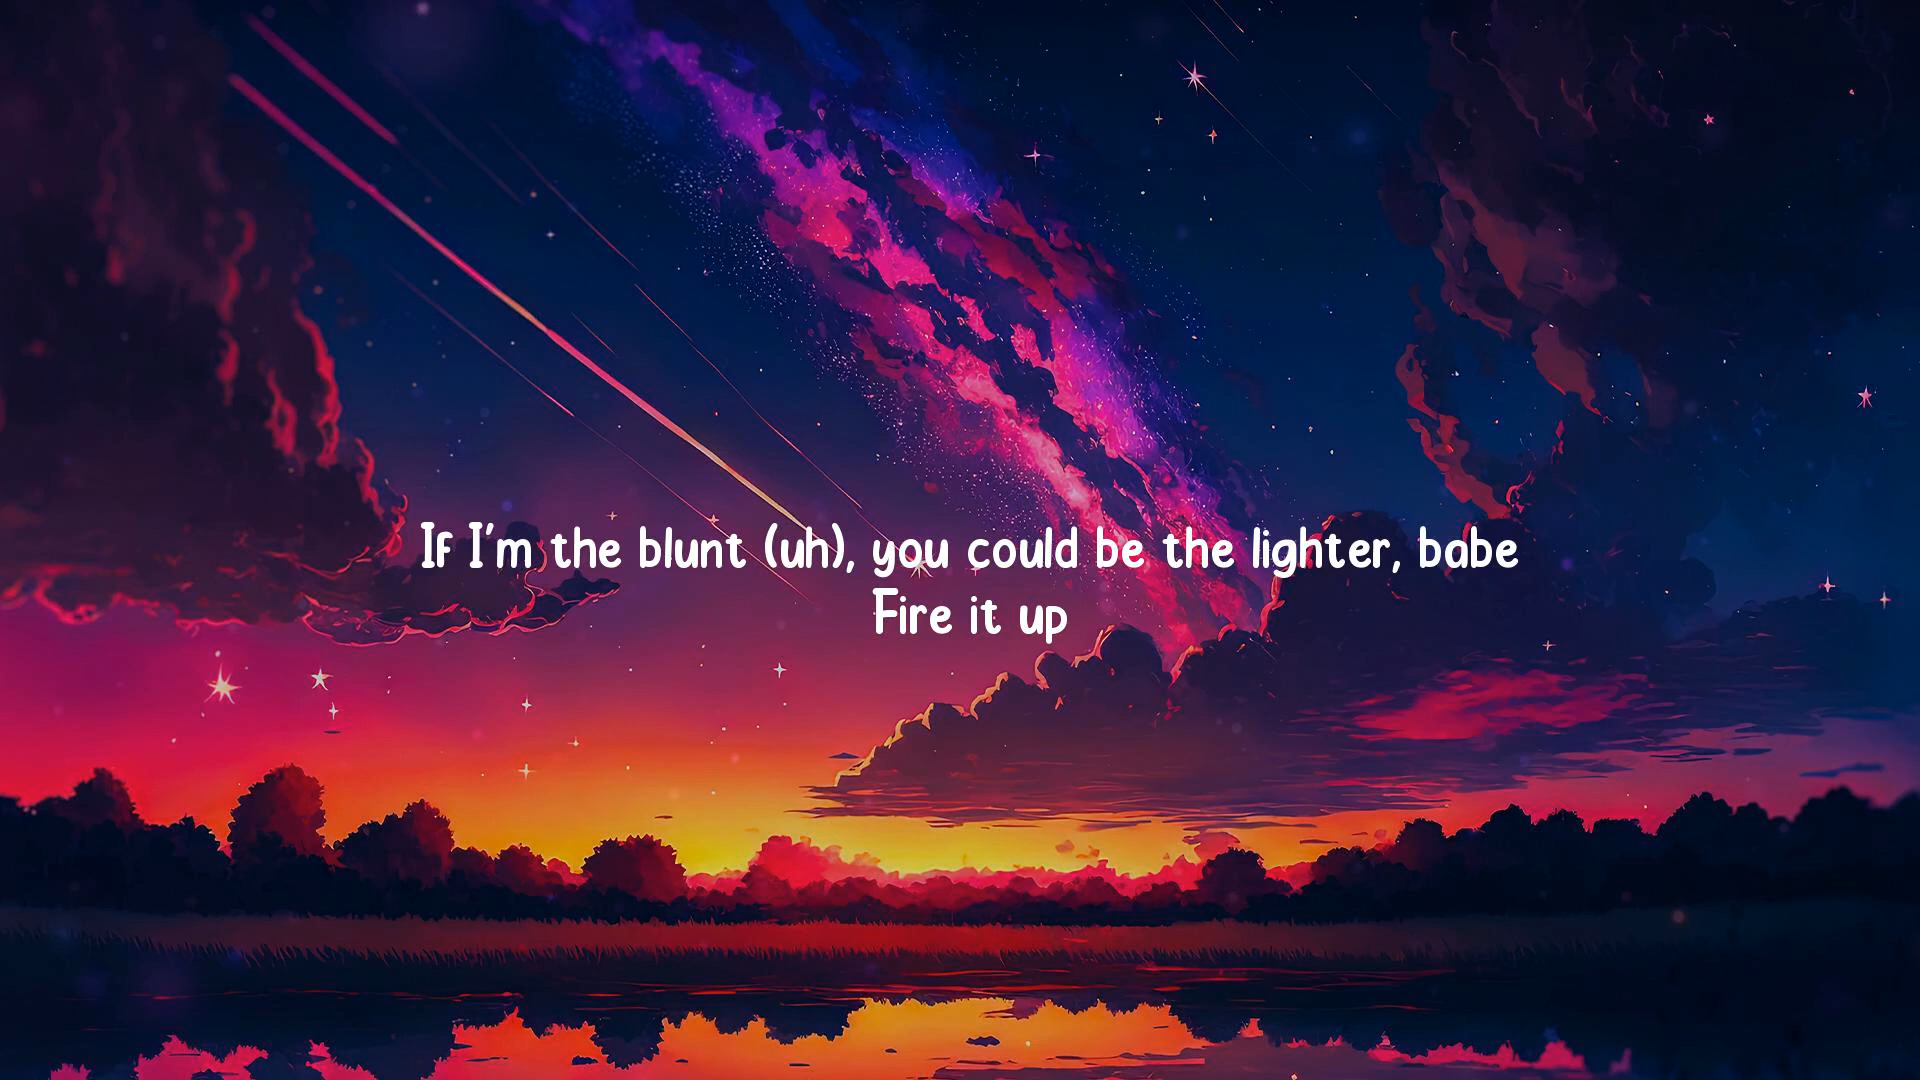 If I'm the blunt (uh), you could be the lighter, babe
Fire it up